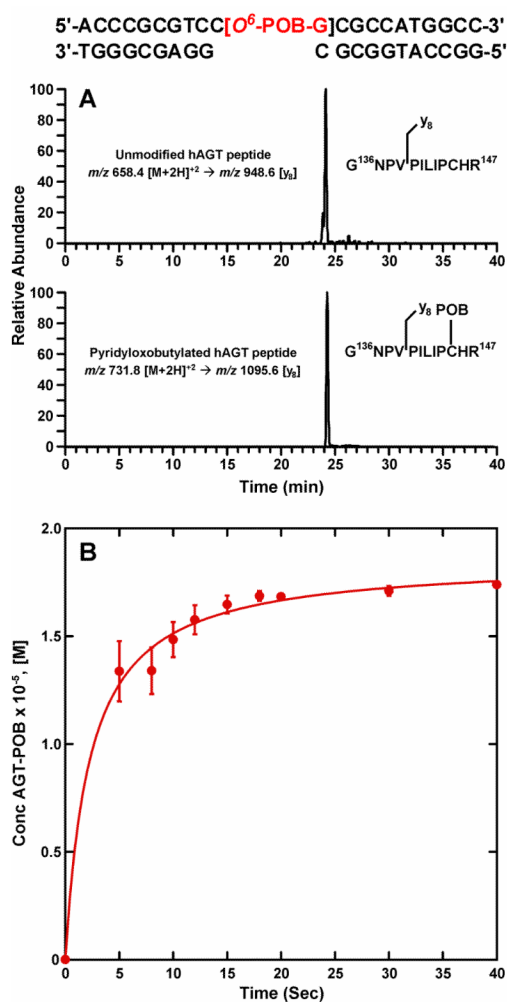 5'-ACCCGCGTCC[O⁶-POB-G]CGCCATGGCC-3'
3'-TGGGCGAGG C GCGGTACCGG-5'
A
Relative Abundance
100
80
60
40
20
0
Unmodified hAGT peptide
m/z 658.4 [M+2H]⁺² → m/z 948.6 [y₈]
y₈
G¹³⁶NPVPILIPCHR¹⁴⁷
0 5 10 15 20 25 30 35 40
100
80
60
40
20
0
Pyridyloxobutylated hAGT peptide
m/z 731.8 [M+2H]⁺² → m/z 1095.6 [y₈]
y₈ POB
G¹³⁶NPVPILIPCHR¹⁴⁷
0 5 10 15 20 25 30 35 40
Time (min)
B
Conc AGT-POB x 10⁻⁵, [M]
2.0
1.5
1.0
0.5
0
0 5 10 15 20 25 30 35 40
Time (Sec)